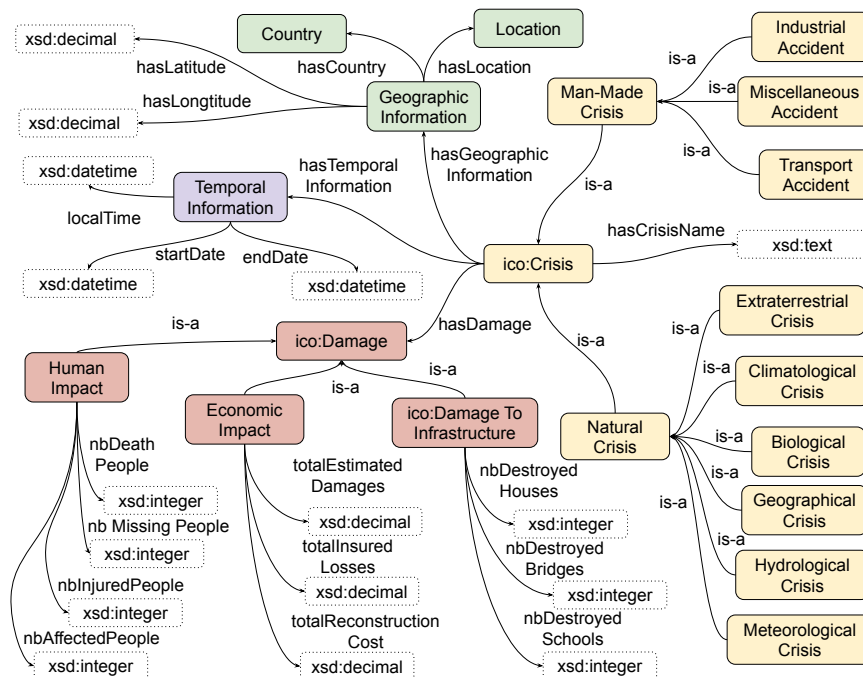 xsd:decimal
Country
Location
hasLatitude
hasCountry
hasLocation
hasLongtitude
xsd:decimal
Geographic
Information
Man-Made
Crisis
is-a
Industrial
Accident
is-a
Miscellaneous
Accident
is-a
Transport
Accident
is-a
xsd:datetime
localTime
Temporal
Information
hasTemporal
Information
hasGeographic
Information
startDate
endDate
xsd:datetime
xsd:datetime
ico:Crisis
hasCrisisName
xsd:text
hasDamage
is-a
is-a
ico:Damage
Human
Impact
is-a
is-a
Economic
Impact
ico:Damage To
Infrastructure
Natural
Crisis
Extraterrestrial
Crisis
is-a
Climatological
Crisis
is-a
Biological
Crisis
is-a
Geographical
Crisis
is-a
Hydrological
Crisis
is-a
Meteorological
Crisis
is-a
nbDeath
People
xsd:integer
nb Missing People
xsd:integer
nbInjuredPeople
xsd:integer
nbAffectedPeople
xsd:integer
totalEstimated
Damages
xsd:decimal
totalInsured
Losses
xsd:decimal
totalReconstruction
Cost
xsd:decimal
nbDestroyed
Houses
xsd:integer
nbDestroyed
Bridges
xsd:integer
nbDestroyed
Schools
xsd:integer